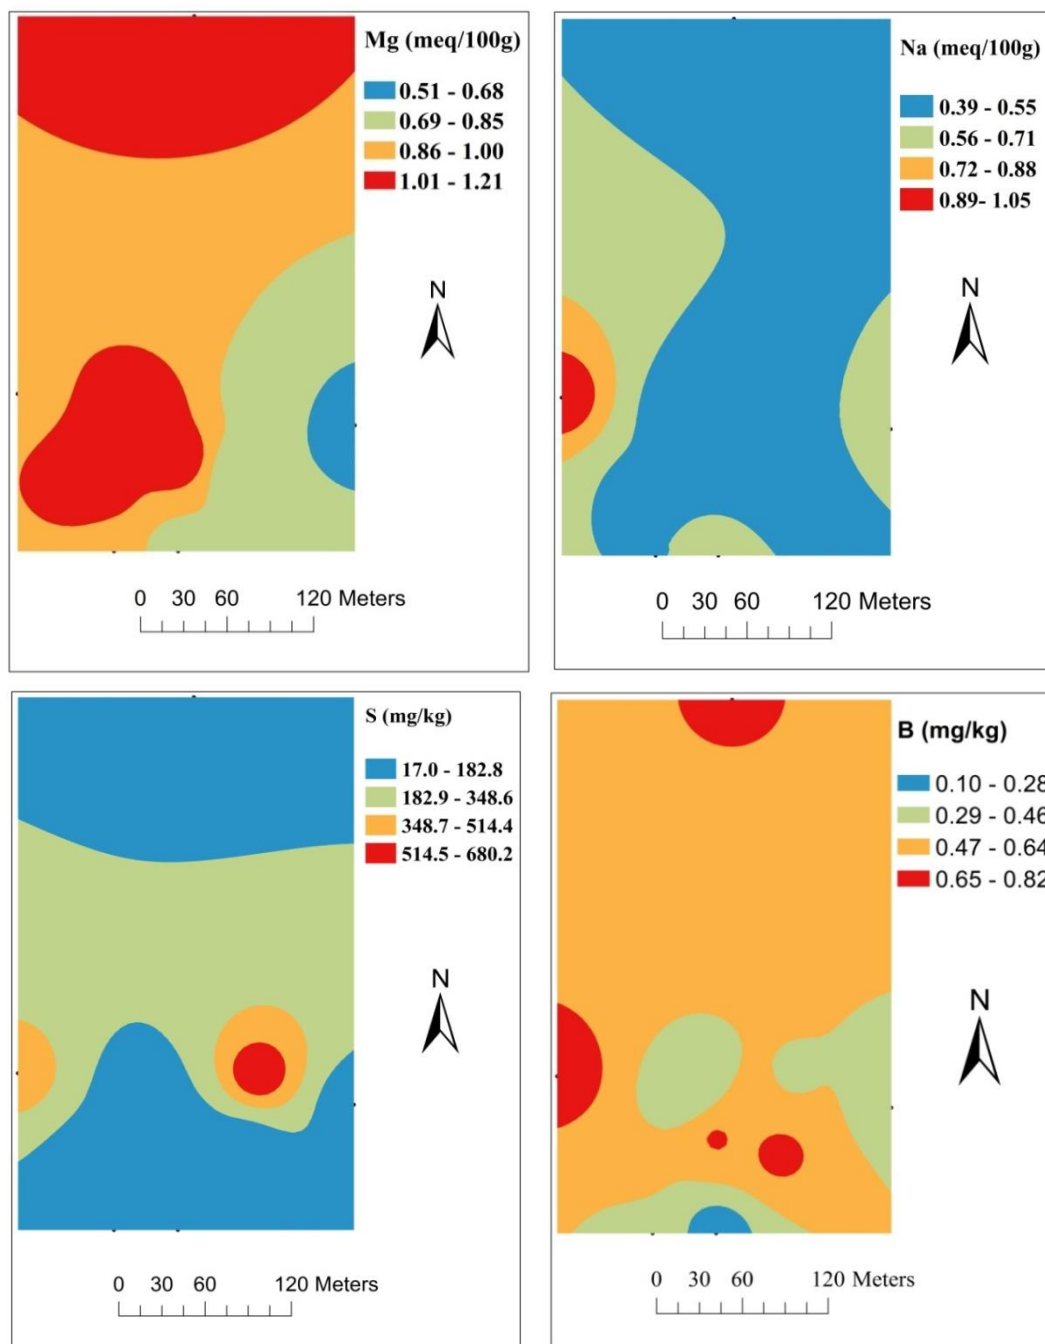 Mg (meq/100g)
0.51 - 0.68
0.69 - 0.85
0.86 - 1.00
1.01 - 1.21
N
0 30 60 120 Meters
Na (meq/100g)
0.39 - 0.55
0.56 - 0.71
0.72 - 0.88
0.89- 1.05
N
0 30 60 120 Meters
S (mg/kg)
17.0 - 182.8
182.9 - 348.6
348.7 - 514.4
514.5 - 680.2
N
0 30 60 120 Meters
B (mg/kg)
0.10 - 0.28
0.29 - 0.46
0.47 - 0.64
0.65 - 0.82
N
0 30 60 120 Meters